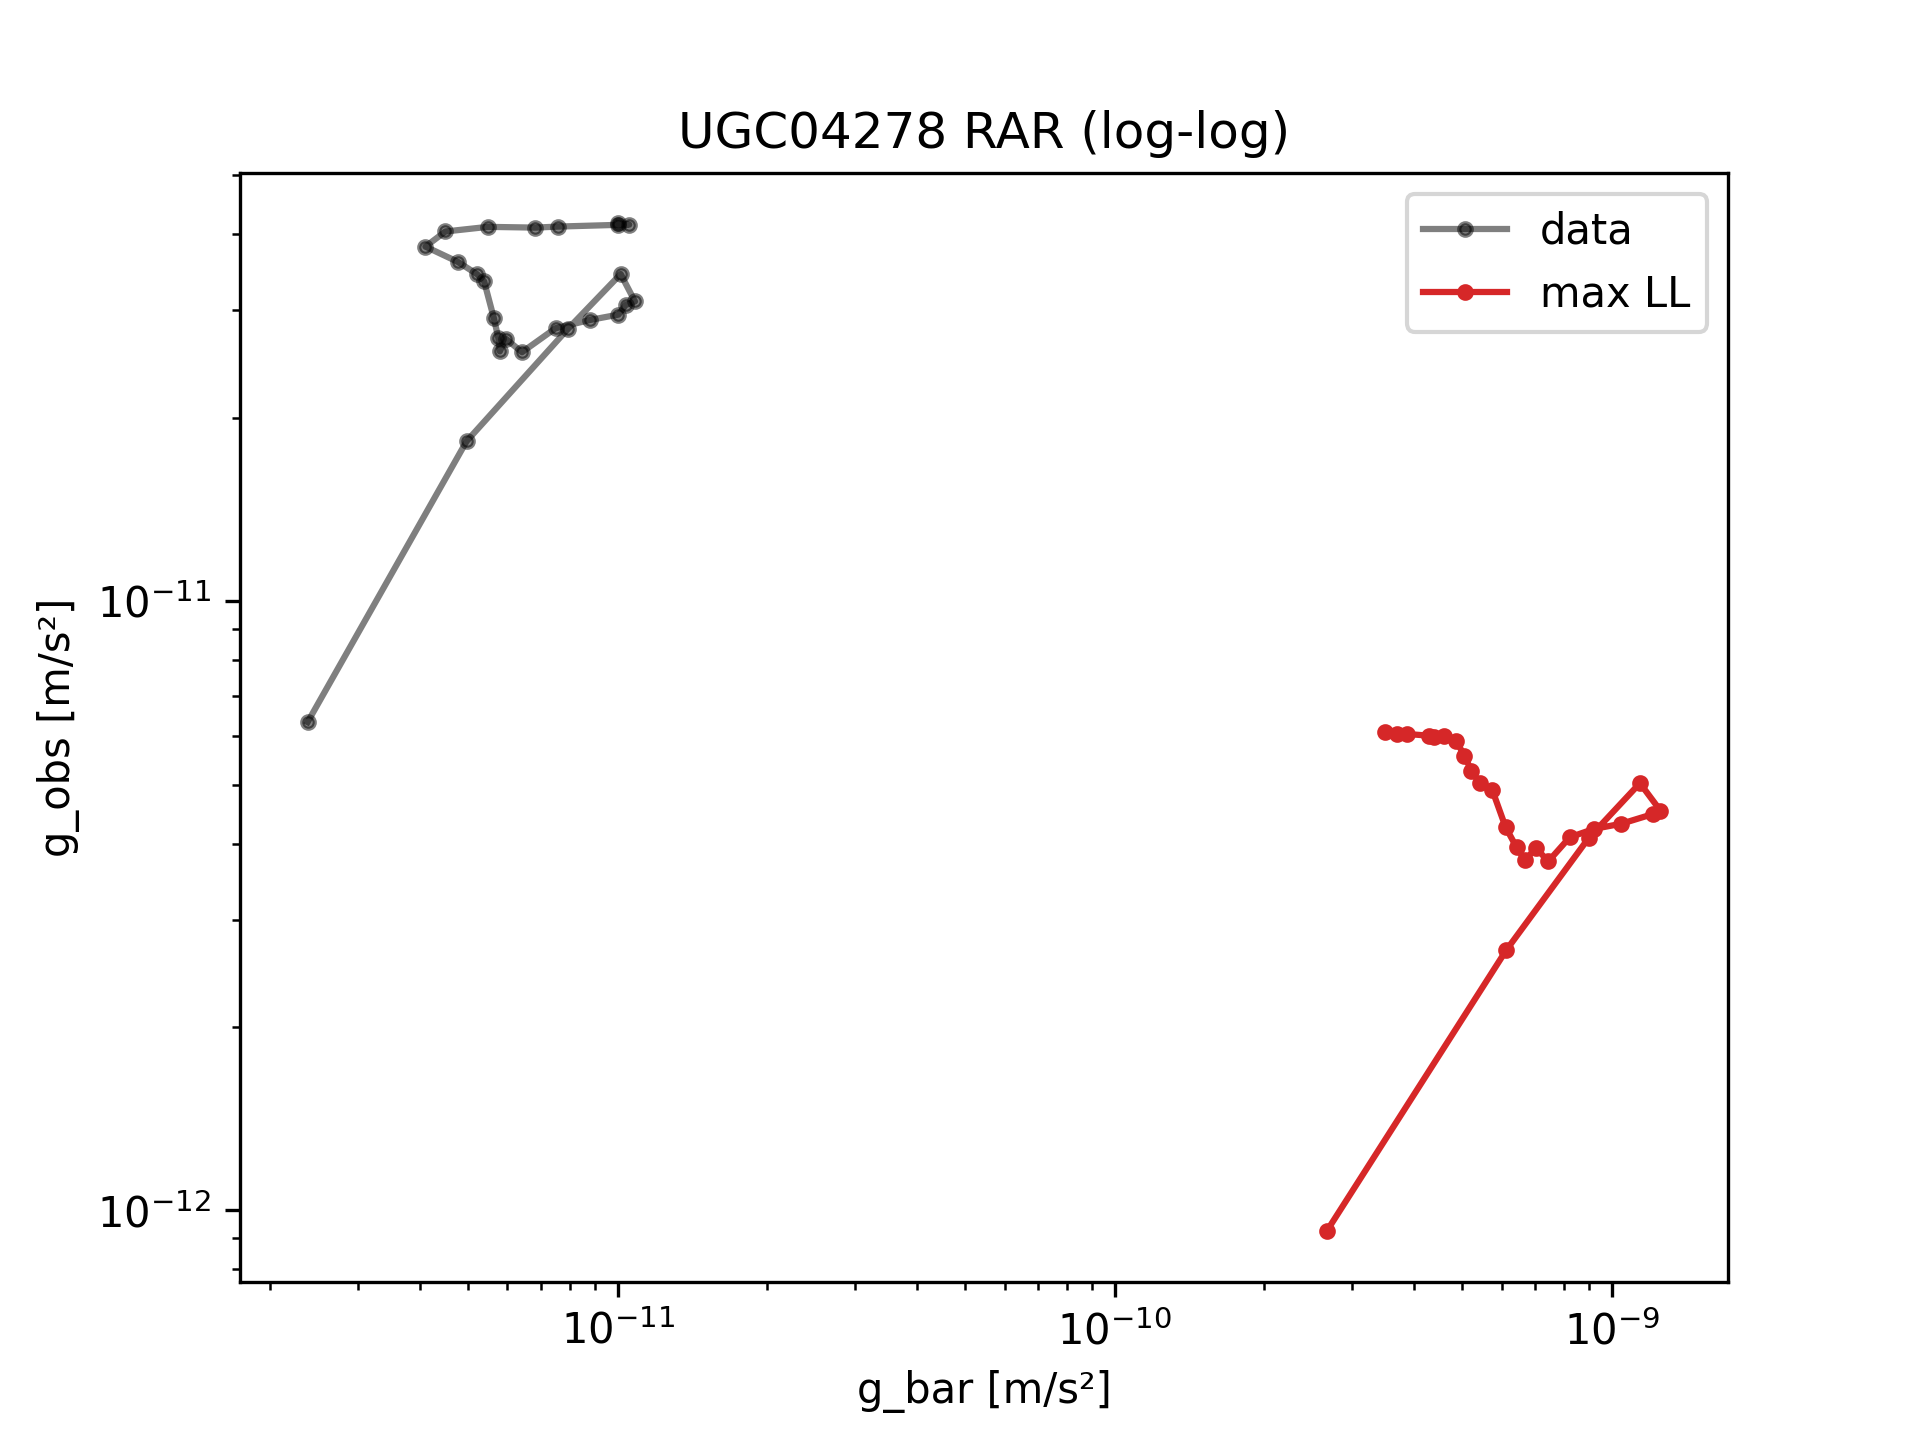 UGC04278 RAR (log-log)
data
max LL
g_obs [m/s²]
10⁻¹¹
10⁻¹²
10⁻¹¹
10⁻¹⁰
10⁻⁹
g_bar [m/s²]